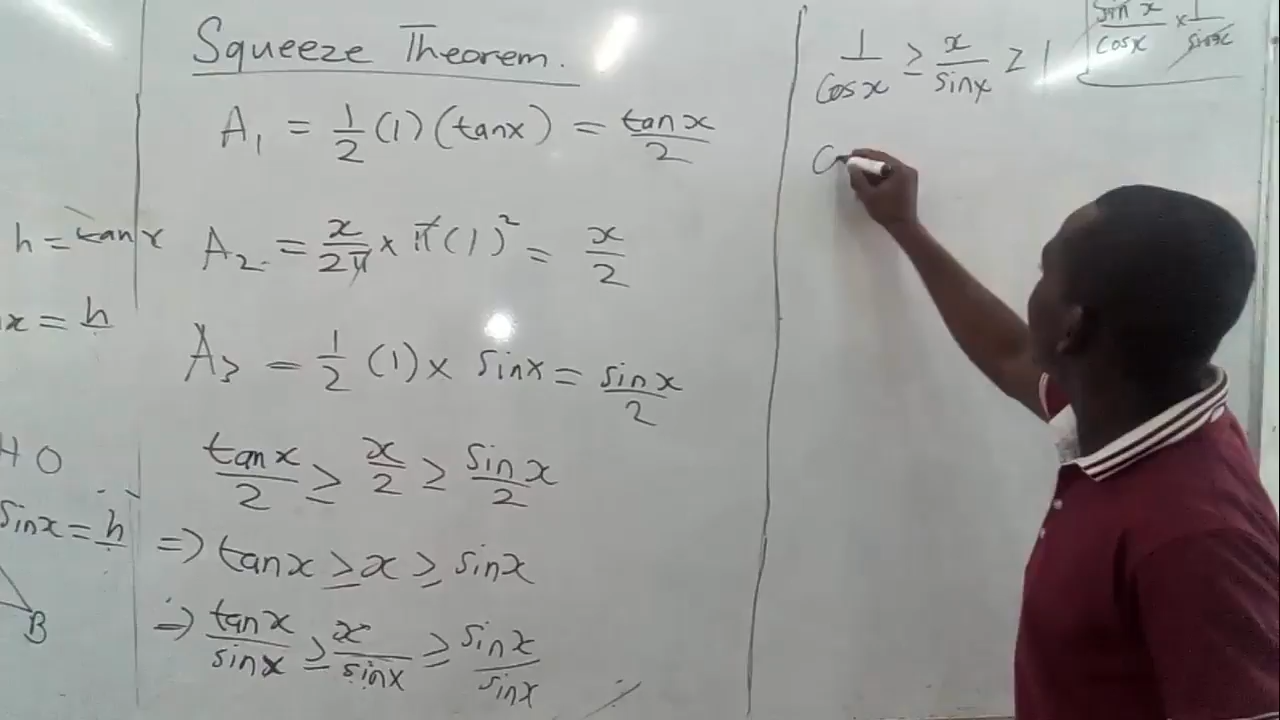 h = tan x
x = h
H O
sin x = h
B
Squeeze Theorem.
A₁ = 1/2 (1) (tan x) = tan x/2
A₂ = x/2π × π(1)² = x/2
A₃ = 1/2 (1) × sin x = sin x/2
tan x/2 ≥ x/2 ≥ sin x/2
⇒ tan x ≥ x ≥ sin x
⇒ tan x/sin x ≥ x/sin x ≥ sin x/sin x
1/Cos x ≥ x/sin x ≥ 1
sin x/cos x × 1/sin x
C